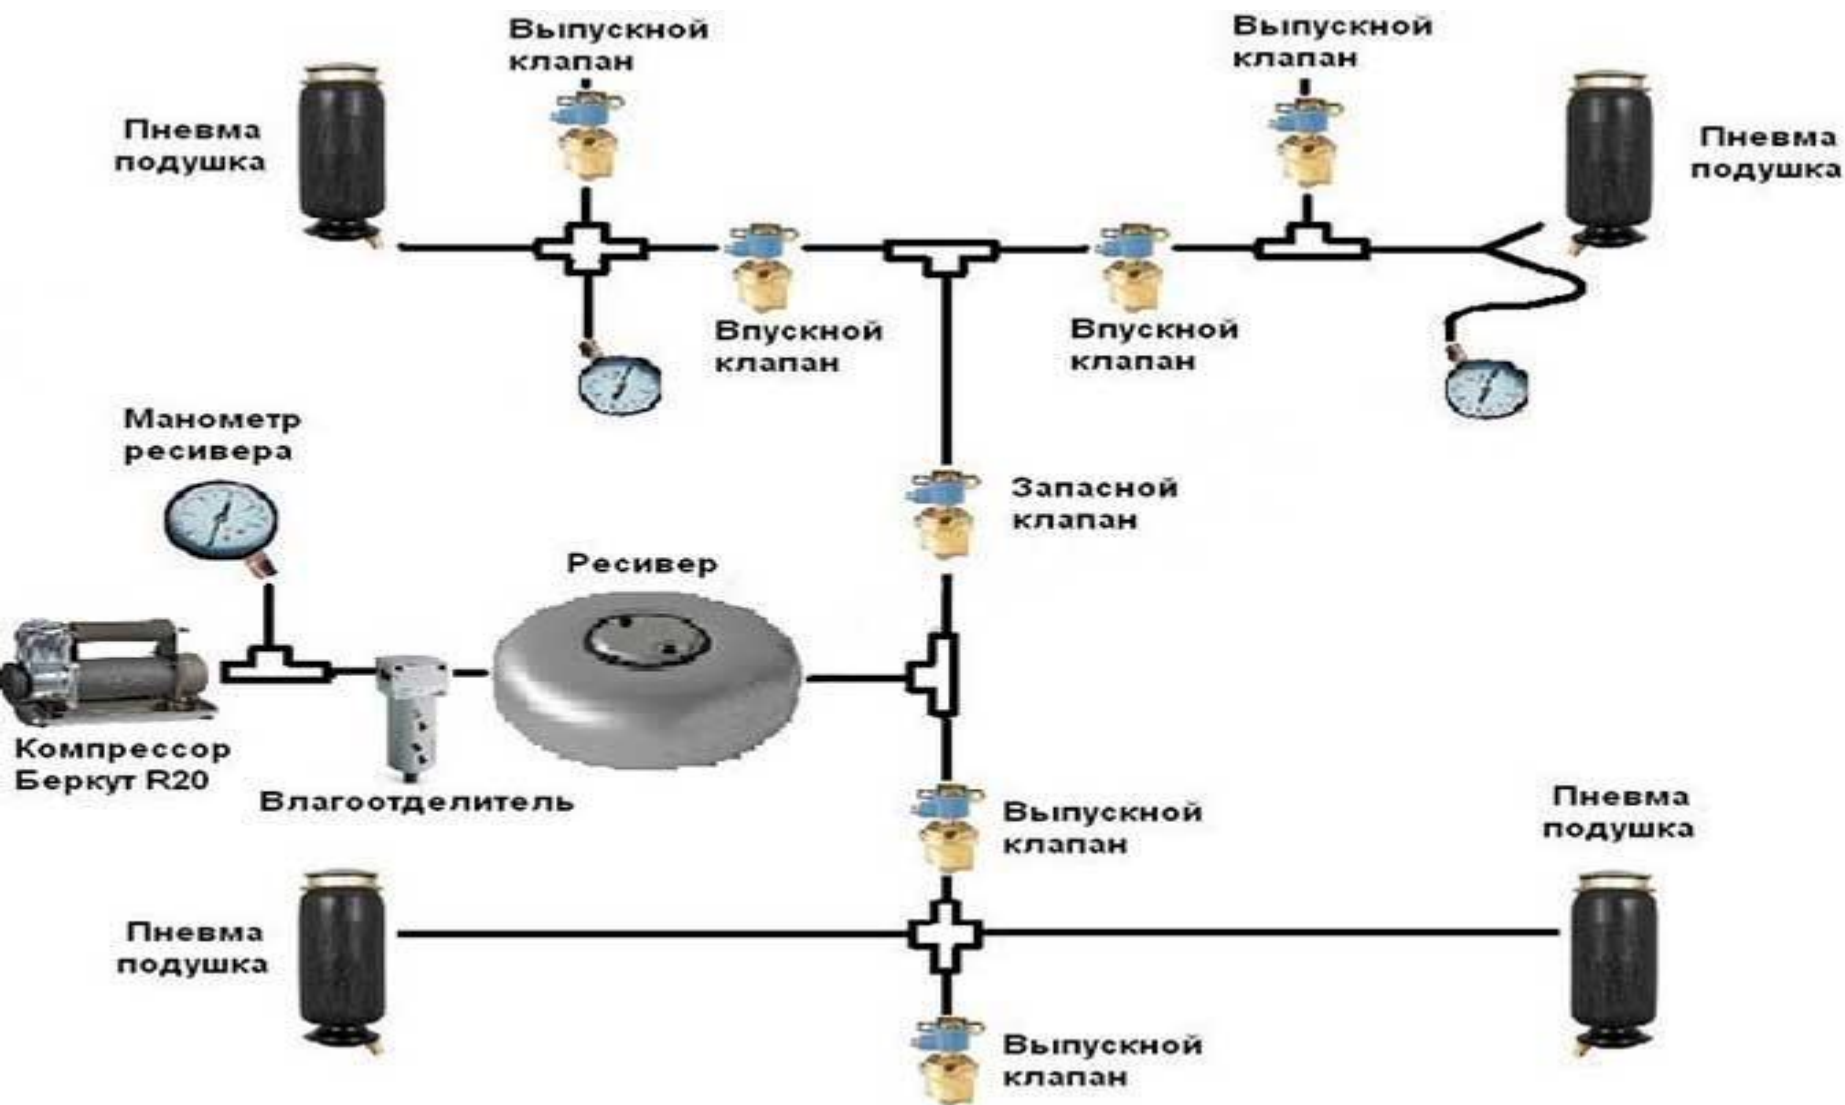 Выпускной
клапан
Выпускной
клапан
Пневма
подушка
Пневма
подушка
Впускной
клапан
Впускной
клапан
Манометр
ресивера
Запасной
клапан
Ресивер
Компрессор
Беркут R20
Влагоотделитель
Выпускной
клапан
Пневма
подушка
Пневма
подушка
Выпускной
клапан